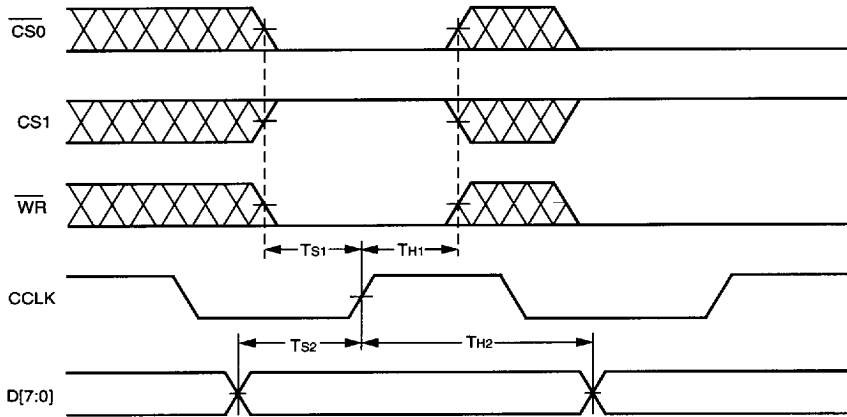 CS0
CS1
WR
TS1 TH1
CCLK
TS2 TH2
D[7:0]